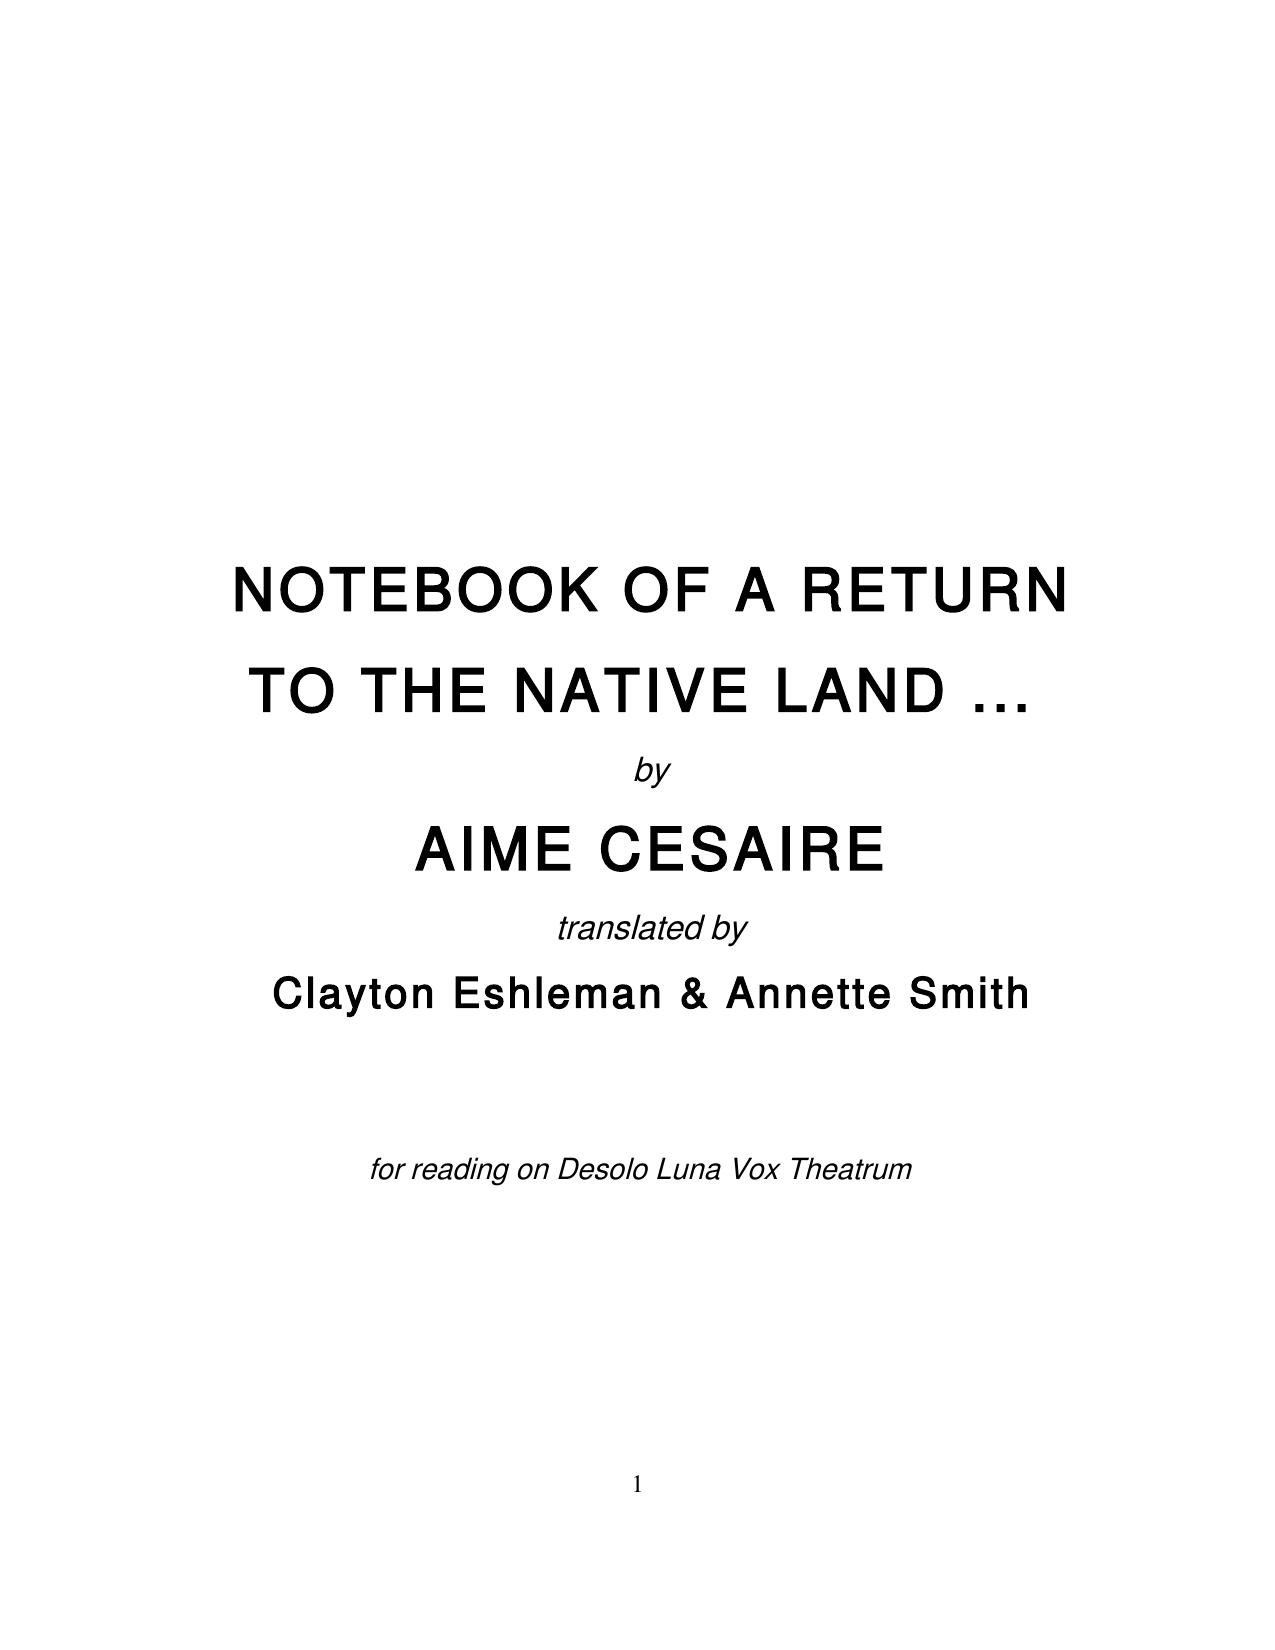 NOTEBOOK OF A RETURN
TO THE NATIVE LAND ...
by
AIME CESAIRE
translated by
Clayton Eshleman & Annette Smith
for reading on Desolo Luna Vox Theatrum
1